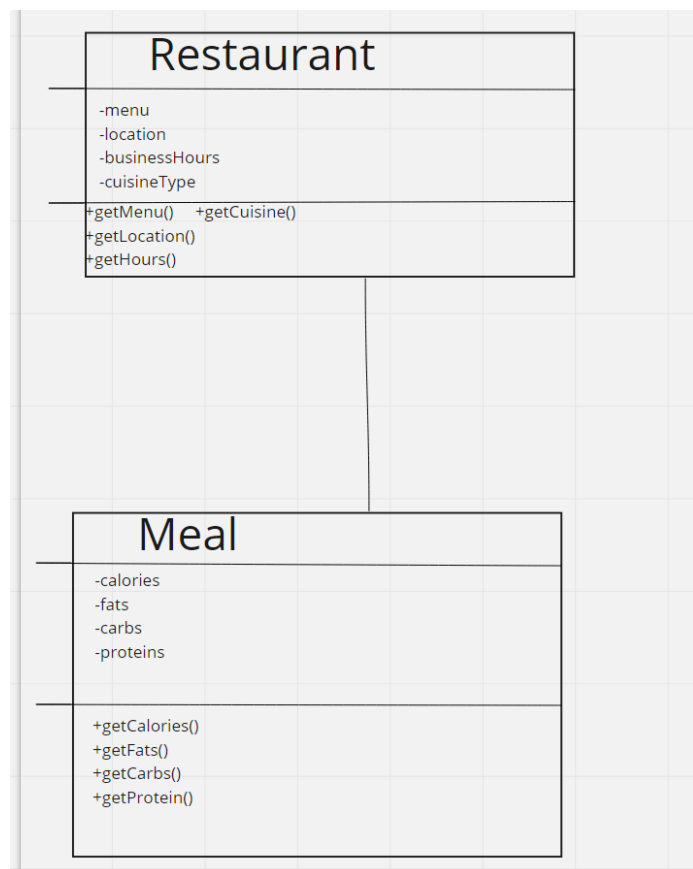 Restaurant
-menu
-location
-businessHours
-cuisineType
+getMenu() +getCuisine()
+getLocation()
+getHours()
Meal
-calories
-fats
-carbs
-proteins
+getCalories()
+getFats()
+getCarbs()
+getProtein()